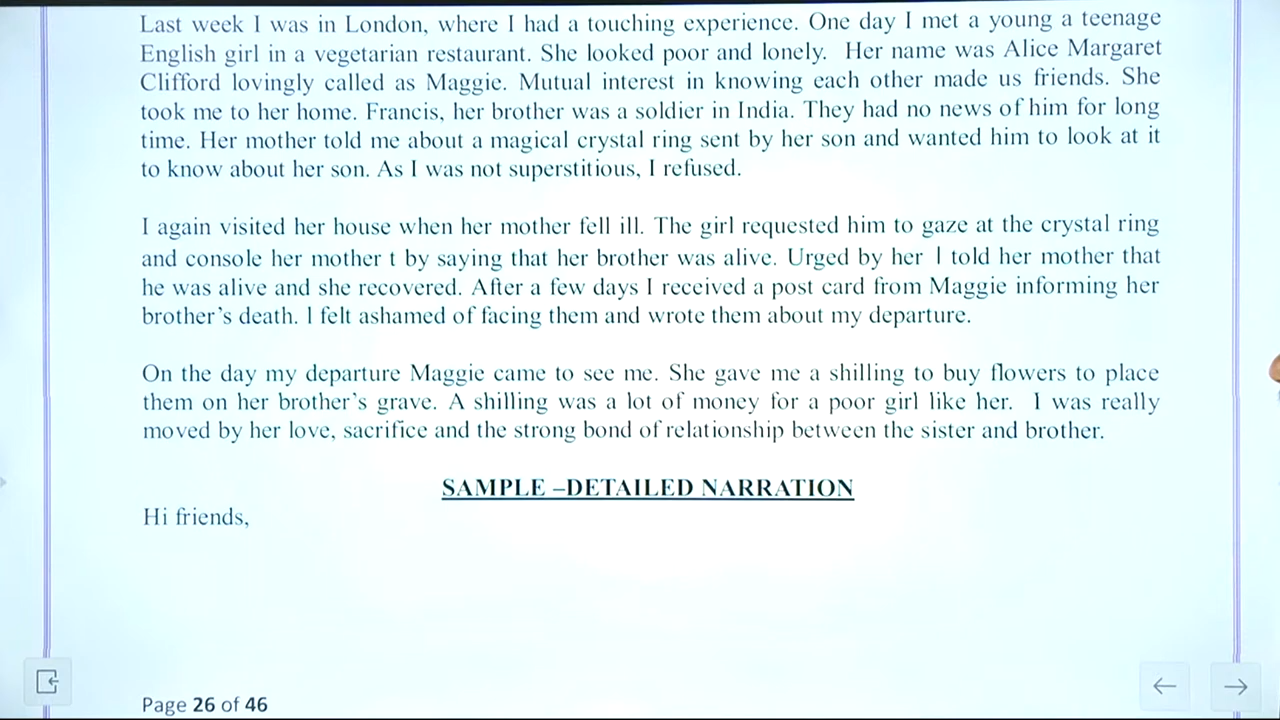 Last week I was in London, where I had a touching experience. One day I met a young a teenage
English girl in a vegetarian restaurant. She looked poor and lonely. Her name was Alice Margaret
Clifford lovingly called as Maggie. Mutual interest in knowing each other made us friends. She
took me to her home. Francis, her brother was a soldier in India. They had no news of him for long
time. Her mother told me about a magical crystal ring sent by her son and wanted him to look at it
to know about her son. As I was not superstitious, I refused.
I again visited her house when her mother fell ill. The girl requested him to gaze at the crystal ring
and console her mother t by saying that her brother was alive. Urged by her I told her mother that
he was alive and she recovered. After a few days I received a post card from Maggie informing her
brother's death. I felt ashamed of facing them and wrote them about my departure.
On the day my departure Maggie came to see me. She gave me a shilling to buy flowers to place
them on her brother's grave. A shilling was a lot of money for a poor girl like her. I was really
moved by her love, sacrifice and the strong bond of relationship between the sister and brother.
SAMPLE –DETAILED NARRATION
Hi friends,
Page 26 of 46